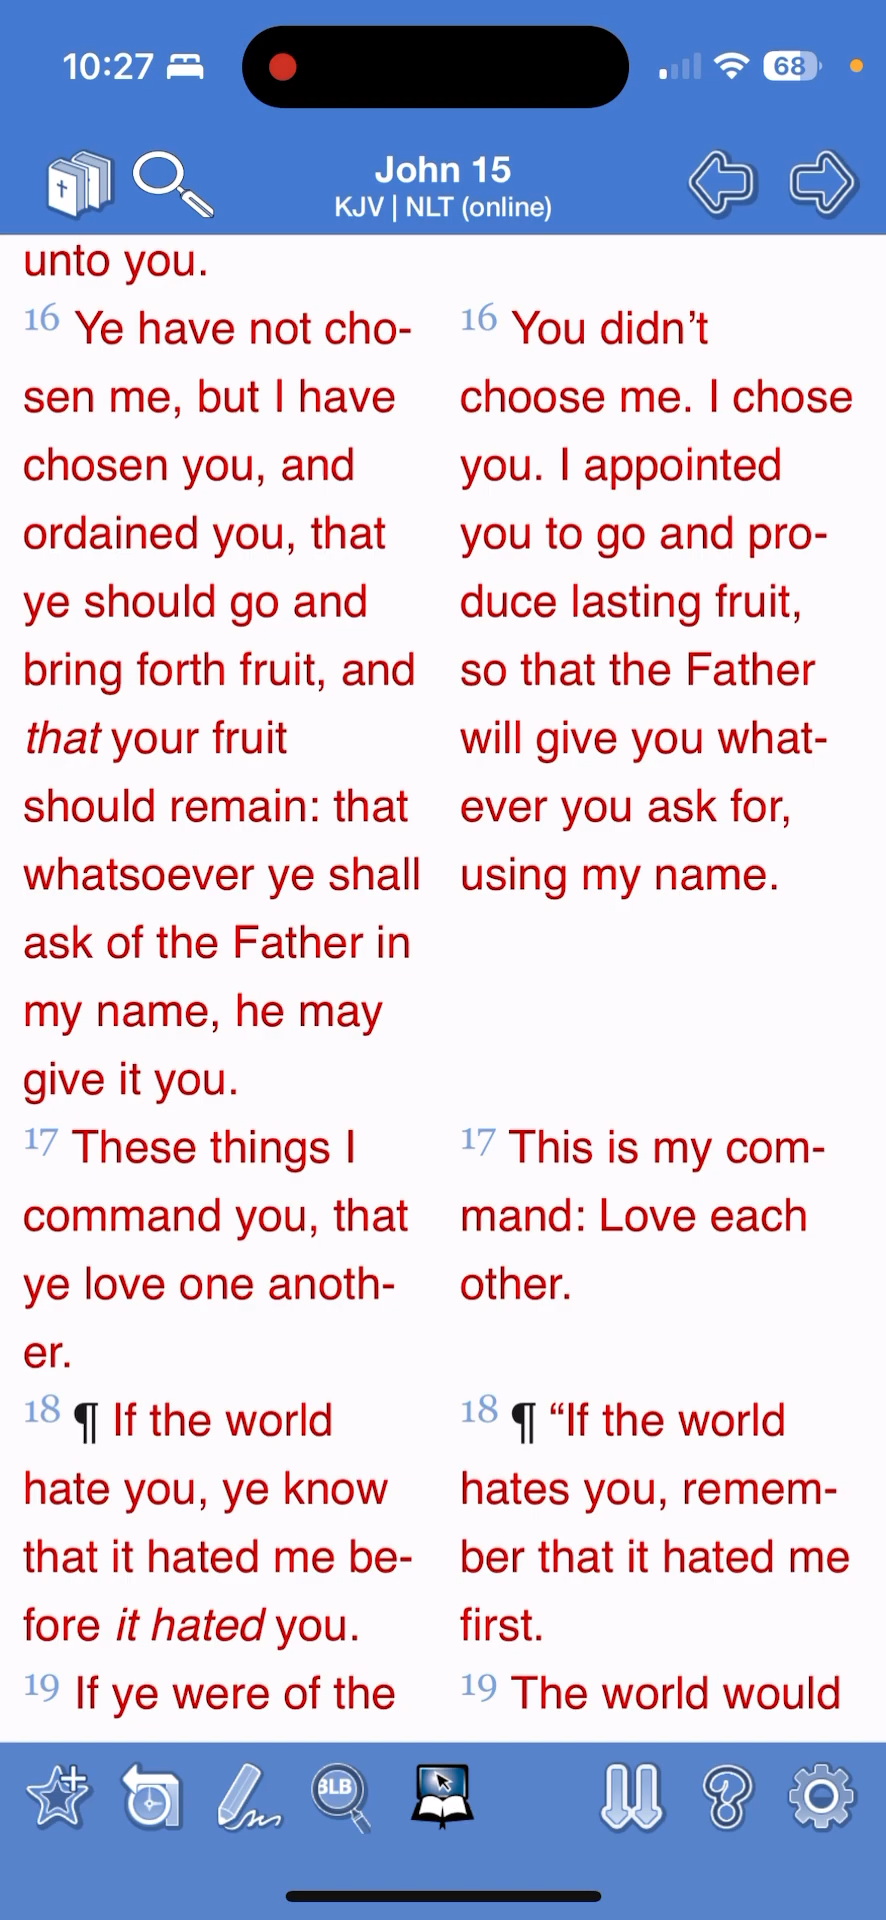 10:27
68
John 15
KJV | NLT (online)
unto you.
16 Ye have not cho-
sen me, but I have
chosen you, and
ordained you, that
ye should go and
bring forth fruit, and
that your fruit
should remain: that
whatsoever ye shall
ask of the Father in
my name, he may
give it you.
17 These things I
command you, that
ye love one anoth-
er.
18 ¶ If the world
hate you, ye know
that it hated me be-
fore it hated you.
19 If ye were of the
16 You didn’t
choose me. I chose
you. I appointed
you to go and pro-
duce lasting fruit,
so that the Father
will give you what-
ever you ask for,
using my name.
17 This is my com-
mand: Love each
other.
18 ¶ “If the world
hates you, remem-
ber that it hated me
first.
19 The world would
BLB